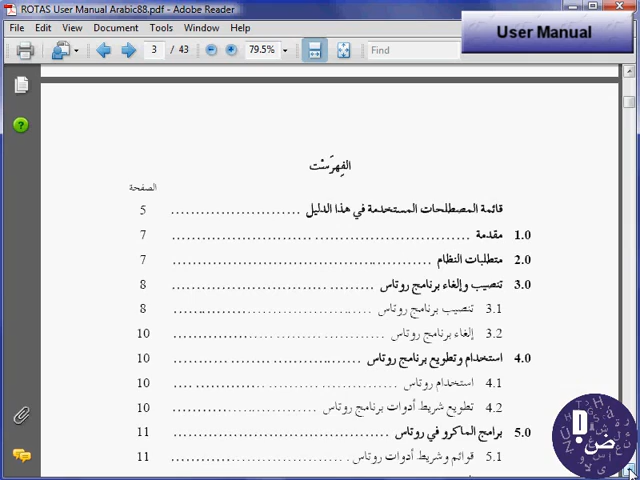 ROTAS User Manual Arabic88.pdf - Adobe Reader
File Edit View Document Tools Window Help
User Manual
3 / 43 79.5% Find
الفِهرَسْت
الصفحة
قائمة المصطلحات المستخدمة في هذا الدليل ........................... 5
1.0 مقدمة ........................... 7
2.0 متطلبات النظام ........................... 7
3.0 تنصيب وإلغاء برنامج روتاس ........................... 8
3.1 تنصيب برنامج روتاس ........................... 8
3.2 إلغاء برنامج روتاس ........................... 10
4.0 استخدام وتطويع برنامج روتاس ........................... 10
4.1 استخدام روتاس ........................... 10
4.2 تطويع شريط أدوات برنامج روتاس ........................... 10
5.0 برامج الماكرو في روتاس ........................... 11
5.1 قوائم وشريط أدوات روتاس ........................... 11